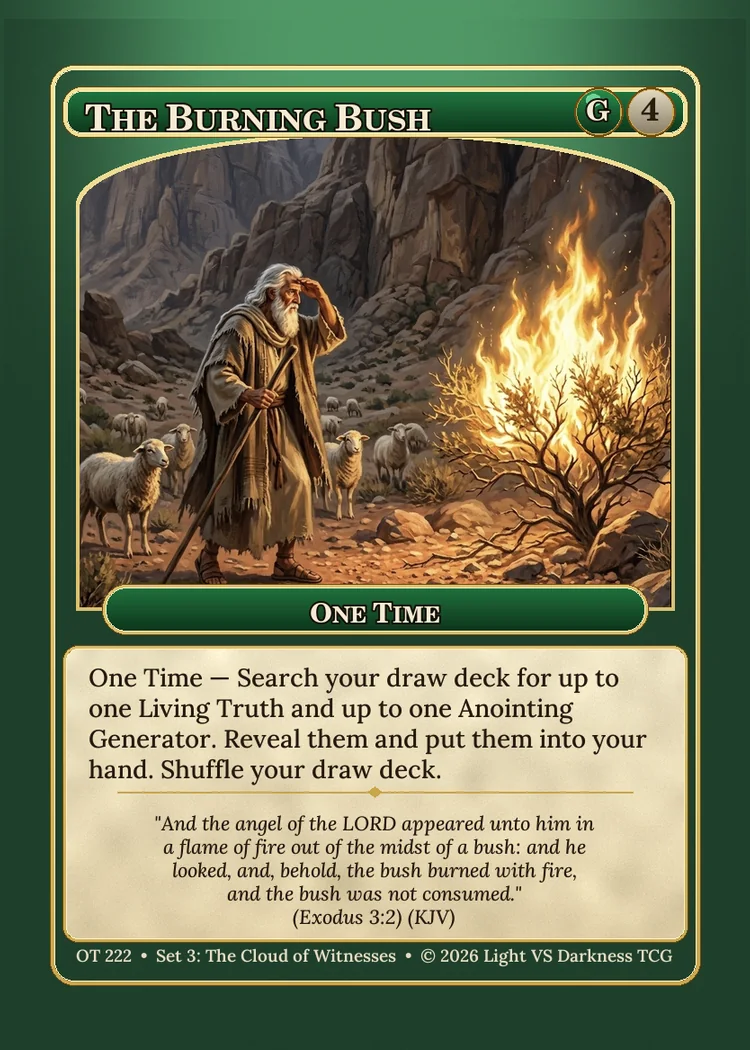 The Burning Bush G 4
One Time
One Time — Search your draw deck for up to
one Living Truth and up to one Anointing
Generator. Reveal them and put them into your
hand. Shuffle your draw deck.
"And the angel of the LORD appeared unto him in
a flame of fire out of the midst of a bush: and he
looked, and, behold, the bush burned with fire,
and the bush was not consumed."
(Exodus 3:2) (KJV)
OT 222 • Set 3: The Cloud of Witnesses • © 2026 Light VS Darkness TCG